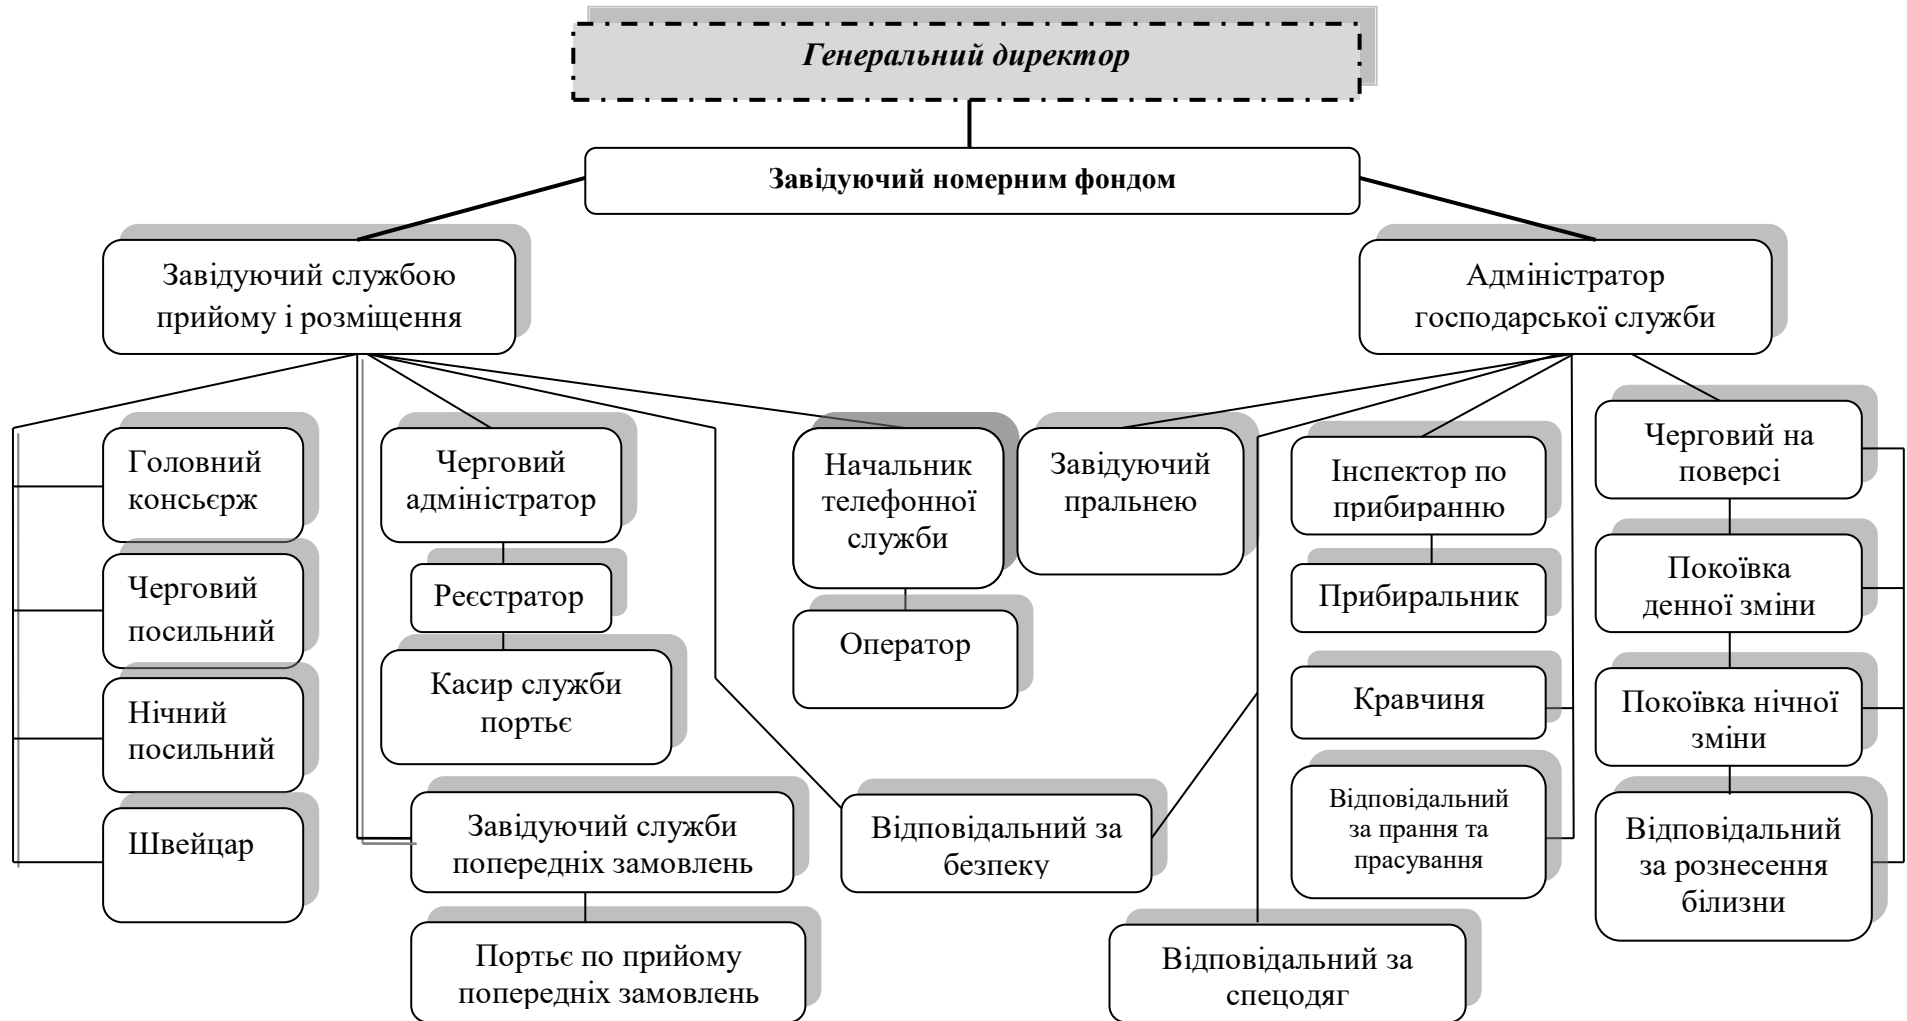 Генеральний директор
Завідуючий номерним фондом
Завідуючий службою
прийому і розміщення
Адміністратор
господарської служби
Головний
консьєрж
Черговий
посильний
Нічний
посильний
Швейцар
Черговий
адміністратор
Реєстратор
Касир служби
портьє
Завідуючий служби
попередніх замовлень
Портьє по прийому
попередніх замовлень
Начальник
телефонної
служби
Оператор
Відповідальний за
безпеку
Завідуючий
пральнею
Інспектор по
прибиранню
Прибиральник
Кравчиня
Відповідальний
за прання та
прасування
Відповідальний за
спецодяг
Черговий на
поверсі
Покоївка
денної зміни
Покоївка нічної
зміни
Відповідальний
за рознесення
білизни